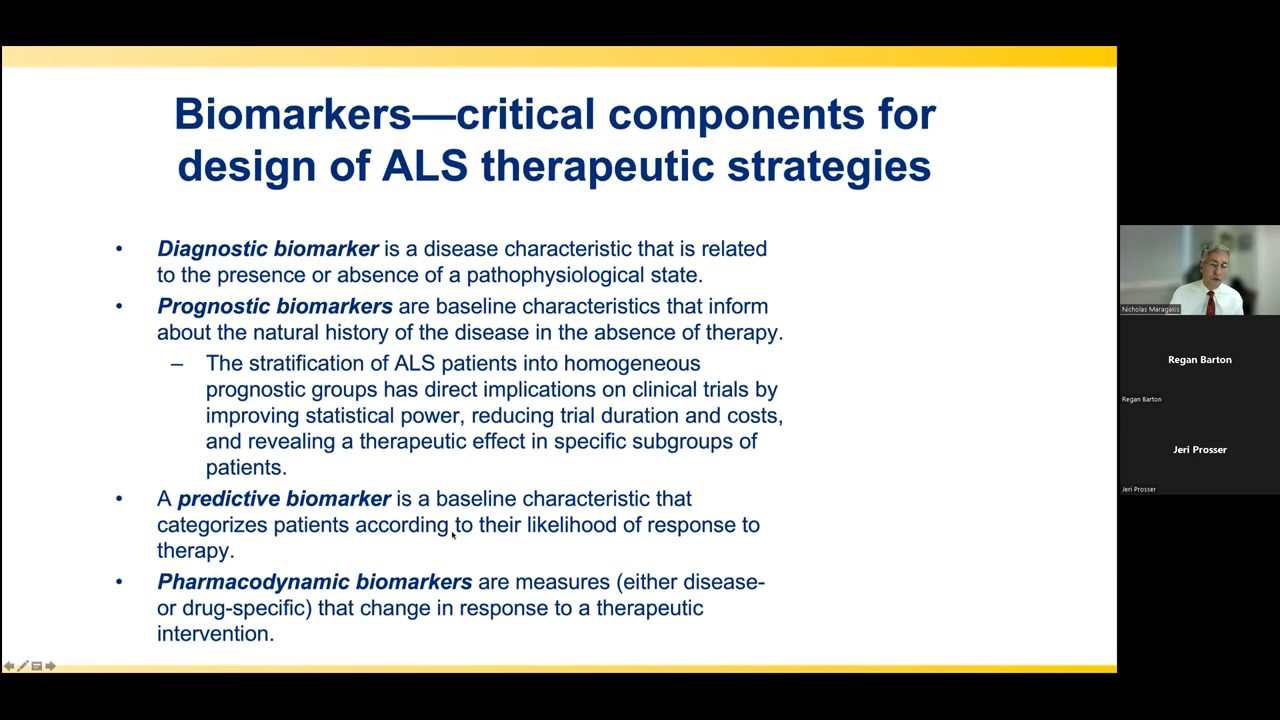 Biomarkers—critical components for
design of ALS therapeutic strategies
• Diagnostic biomarker is a disease characteristic that is related
to the presence or absence of a pathophysiological state.
• Prognostic biomarkers are baseline characteristics that inform
about the natural history of the disease in the absence of therapy.
– The stratification of ALS patients into homogeneous
prognostic groups has direct implications on clinical trials by
improving statistical power, reducing trial duration and costs,
and revealing a therapeutic effect in specific subgroups of
patients.
• A predictive biomarker is a baseline characteristic that
categorizes patients according to their likelihood of response to
therapy.
• Pharmacodynamic biomarkers are measures (either disease-
or drug-specific) that change in response to a therapeutic
intervention.
Nicholas Maragakis
Regan Barton
Regan Barton
Jeri Prosser
Jeri Prosser